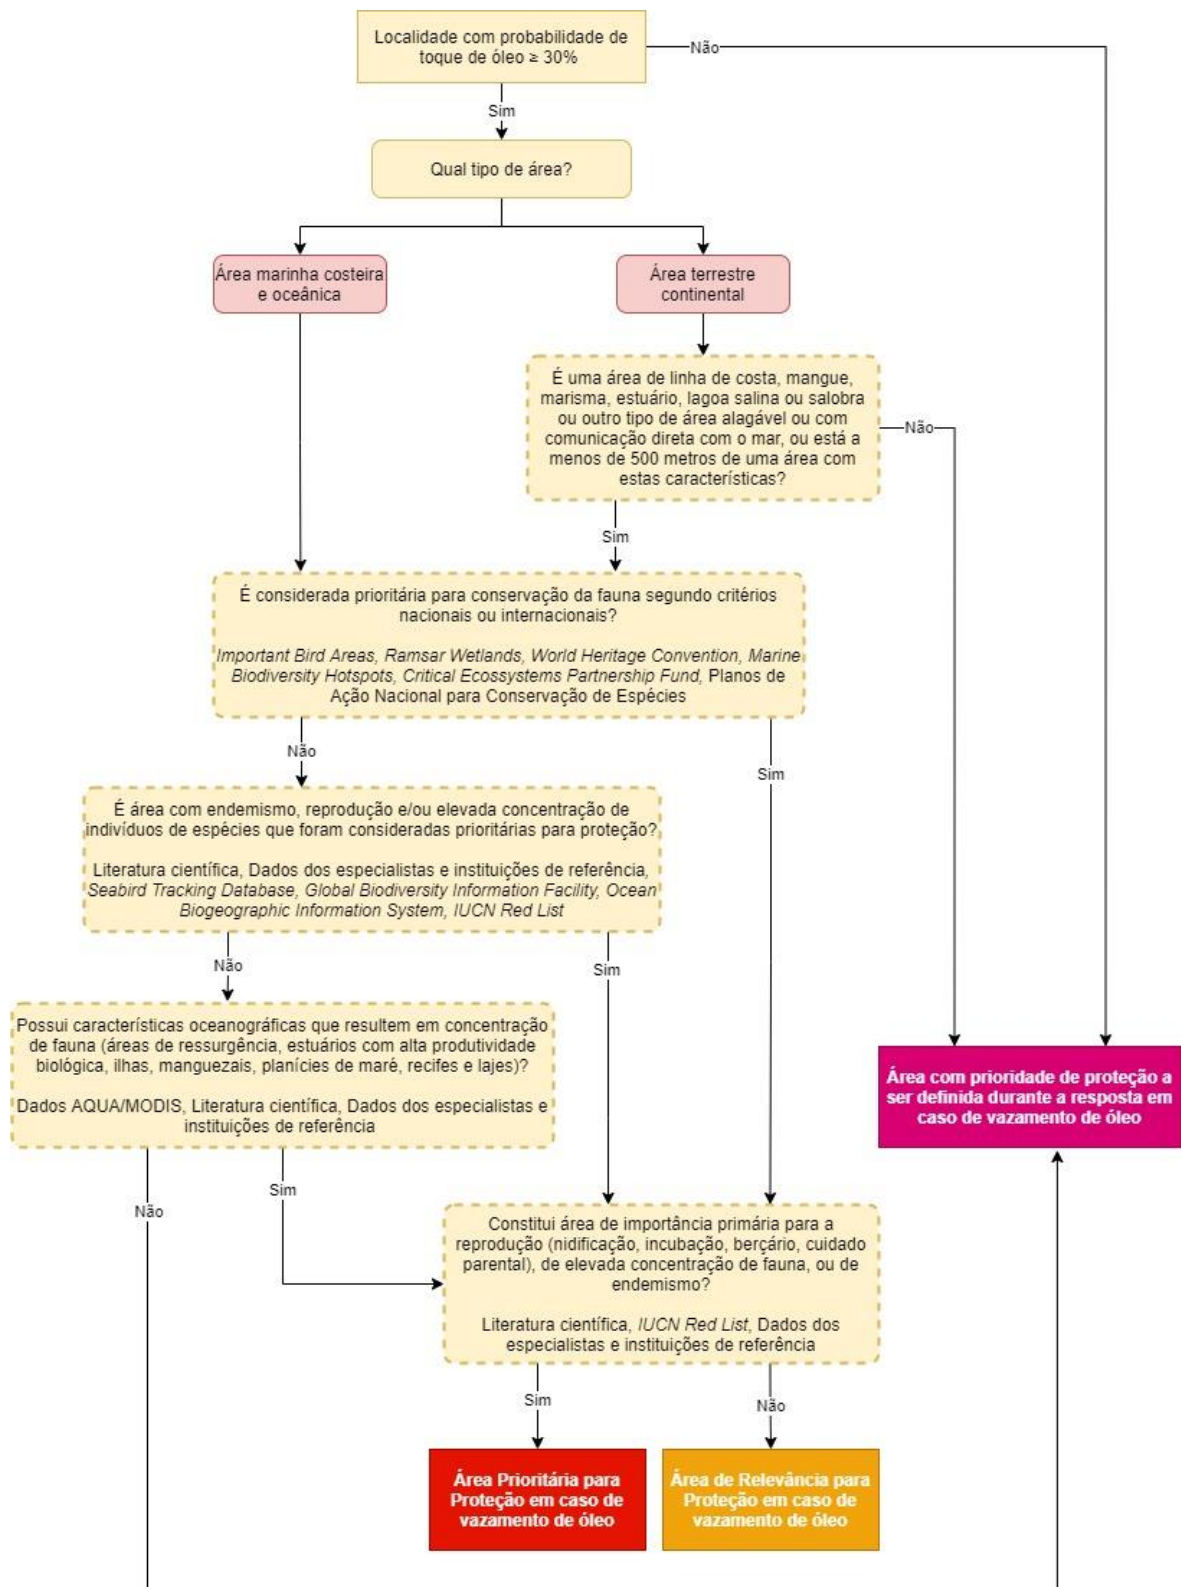 Localidade com probabilidade de
toque de óleo ≥ 30%
Não
Sim
Qual tipo de área?
Área marinha costeira
e oceânica
Área terrestre
continental
É uma área de linha de costa, mangue,
marisma, estuário, lagoa salina ou salobra
ou outro tipo de área alagável ou com
comunicação direta com o mar, ou está a
menos de 500 metros de uma área com
estas características?
Não
Sim
É considerada prioritária para conservação da fauna segundo critérios
nacionais ou internacionais?
Important Bird Areas, Ramsar Wetlands, World Heritage Convention, Marine
Biodiversity Hotspots, Critical Ecosystems Partnership Fund, Planos de
Ação Nacional para Conservação de Espécies
Não
Sim
É área com endemismo, reprodução e/ou elevada concentração de
indivíduos de espécies que foram consideradas prioritárias para proteção?
Literatura científica, Dados dos especialistas e instituições de referência,
Seabird Tracking Database, Global Biodiversity Information Facility, Ocean
Biogeographic Information System, IUCN Red List
Não
Sim
Possui características oceanográficas que resultem em concentração
de fauna (áreas de ressurgência, estuários com alta produtividade
biológica, ilhas, manguezais, planícies de maré, recifes e lajes)?
Dados AQUA/MODIS, Literatura científica, Dados dos especialistas e
instituições de referência
Área com prioridade de proteção a
ser definida durante a resposta em
caso de vazamento de óleo
Não
Sim
Constitui área de importância primária para a
reprodução (nidificação, incubação, berçário, cuidado
parental), de elevada concentração de fauna, ou de
endemismo?
Literatura científica, IUCN Red List, Dados dos
especialistas e instituições de referência
Sim
Não
Área Prioritária para
Proteção em caso de
vazamento de óleo
Área de Relevância para
Proteção em caso de
vazamento de óleo